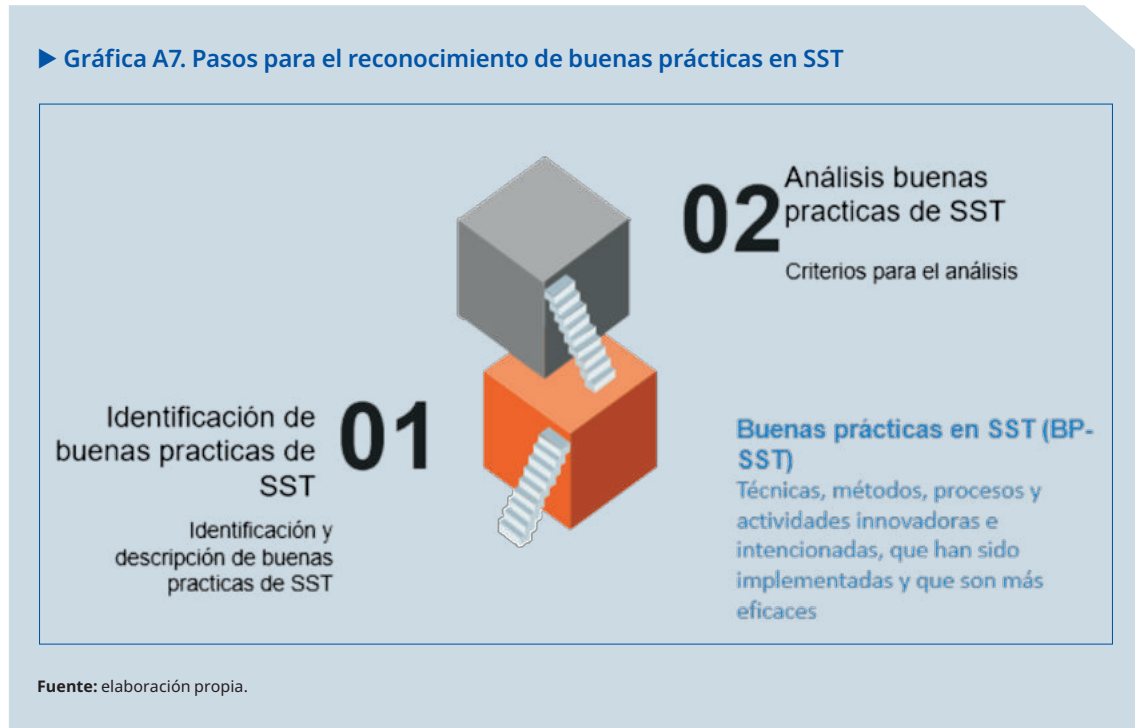 ▶ Gráfica A7. Pasos para el reconocimiento de buenas prácticas en SST
02
Análisis buenas
practicas de SST
Criterios para el análisis
01
Identificación de
buenas practicas de
SST
Identificación y
descripción de buenas
practicas de SST
Buenas prácticas en SST (BP-
SST)
Técnicas, métodos, procesos y
actividades innovadoras e
intencionadas, que han sido
implementadas y que son más
eficaces
Fuente: elaboración propia.